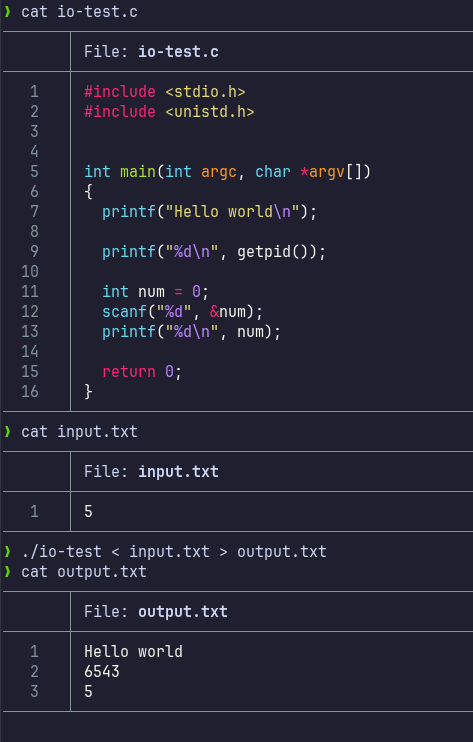 ❱ cat io-test.c
File: io-test.c
1 #include <stdio.h>
2 #include <unistd.h>
3
4
5 int main(int argc, char *argv[])
6 {
7   printf("Hello world\n");
8
9   printf("%d\n", getpid());
10
11   int num = 0;
12   scanf("%d", &num);
13   printf("%d\n", num);
14
15   return 0;
16 }
❱ cat input.txt
File: input.txt
1 5
❱ ./io-test < input.txt > output.txt
❱ cat output.txt
File: output.txt
1 Hello world
2 6543
3 5